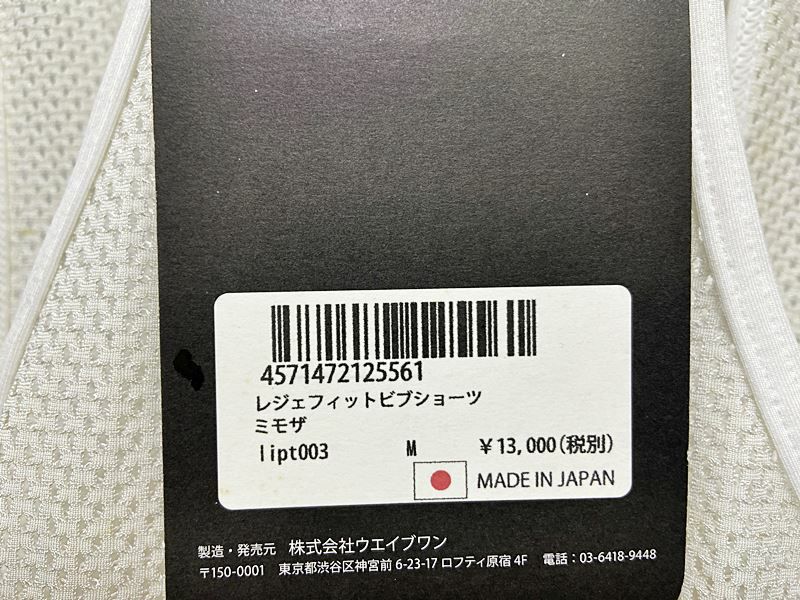 4571472125561
レジェフィットビブショーツ
ミモザ
lipt003 M ￥13,000(税別)
MADE IN JAPAN
製造・発売元 株式会社ウエイブワン
〒150-0001 東京都渋谷区神宮前 6-23-17 ロフティ原宿 4F 電話：03-6418-9448